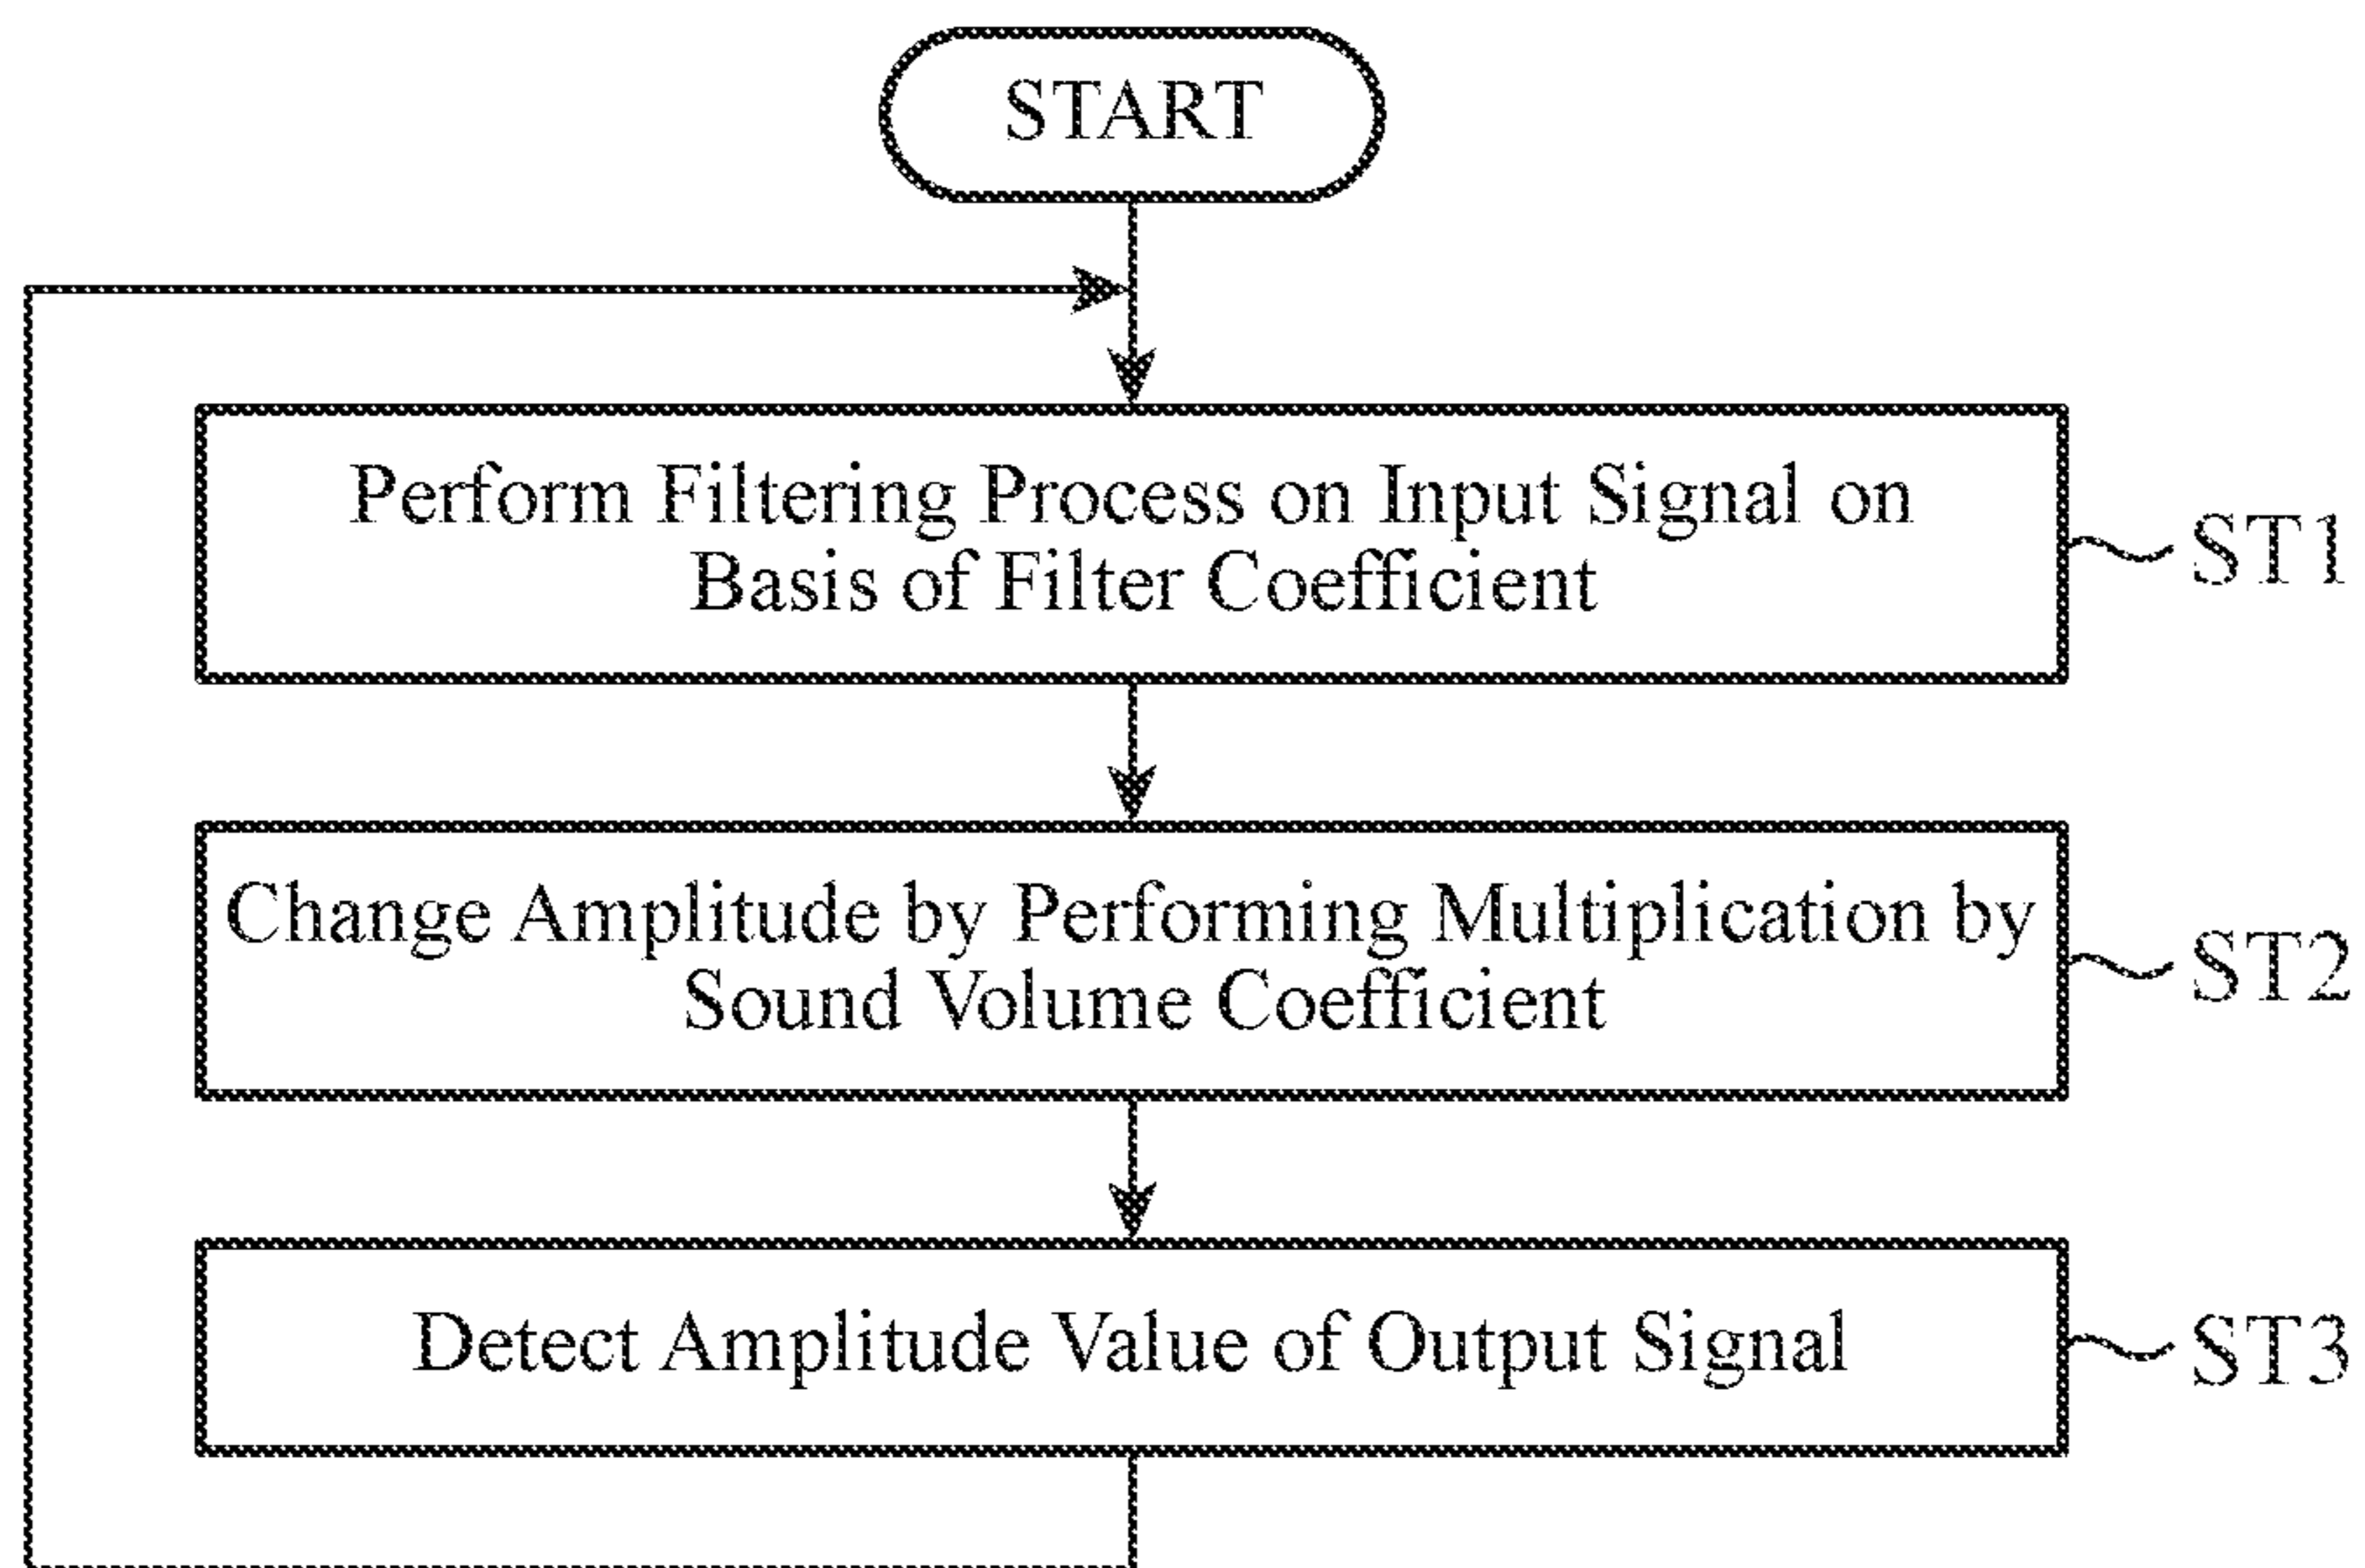 START
Perform Filtering Process on Input Signal on
Basis of Filter Coefficient
ST1
Change Amplitude by Performing Multiplication by
Sound Volume Coefficient
ST2
Detect Amplitude Value of Output Signal
ST3